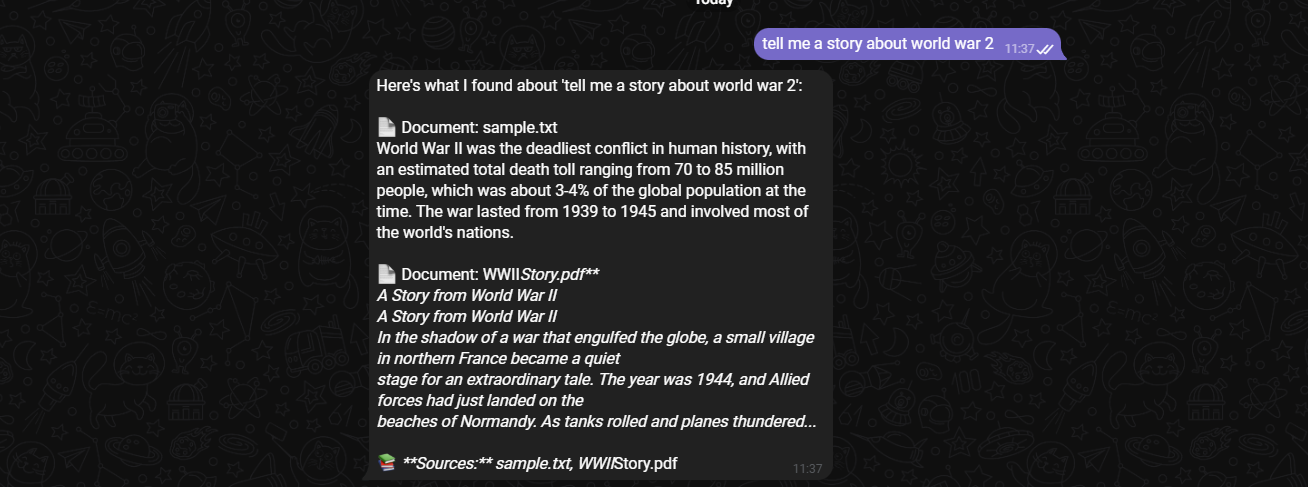 Today
tell me a story about world war 2 11:37
Here's what I found about 'tell me a story about world war 2':
Document: sample.txt
World War II was the deadliest conflict in human history, with
an estimated total death toll ranging from 70 to 85 million
people, which was about 3-4% of the global population at the
time. The war lasted from 1939 to 1945 and involved most of
the world's nations.
Document: WWIIStory.pdf**
A Story from World War II
A Story from World War II
In the shadow of a war that engulfed the globe, a small village
in northern France became a quiet
stage for an extraordinary tale. The year was 1944, and Allied
forces had just landed on the
beaches of Normandy. As tanks rolled and planes thundered...
**Sources:** sample.txt, WWIIStory.pdf
11:37